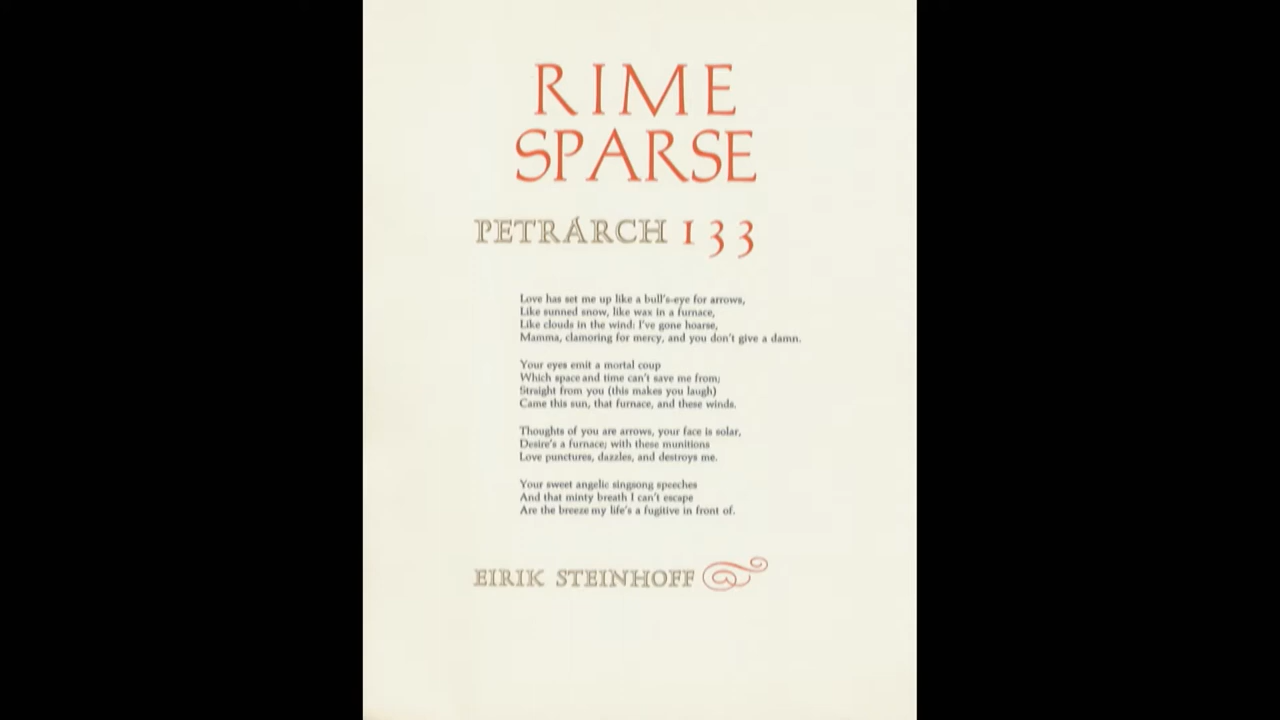 RIME
SPARSE
PETRÁRCH 133
Love has set me up like a bull's-eye for arrows,
Like sunned snow, like wax in a furnace,
Like clouds in the wind: I've gone hoarse,
Mamma, clamoring for mercy, and you don't give a damn.
Your eyes emit a mortal coup
Which space and time can't save me from;
Straight from you (this makes you laugh)
Came this sun, that furnace, and these winds.
Thoughts of you are arrows, your face is solar,
Desire's a furnace; with these munitions
Love punctures, dazzles, and destroys me.
Your sweet angelic singsong speeches
And that minty breath I can't escape
Are the breeze my life's a fugitive in front of.
EIRIK STEINHOFF